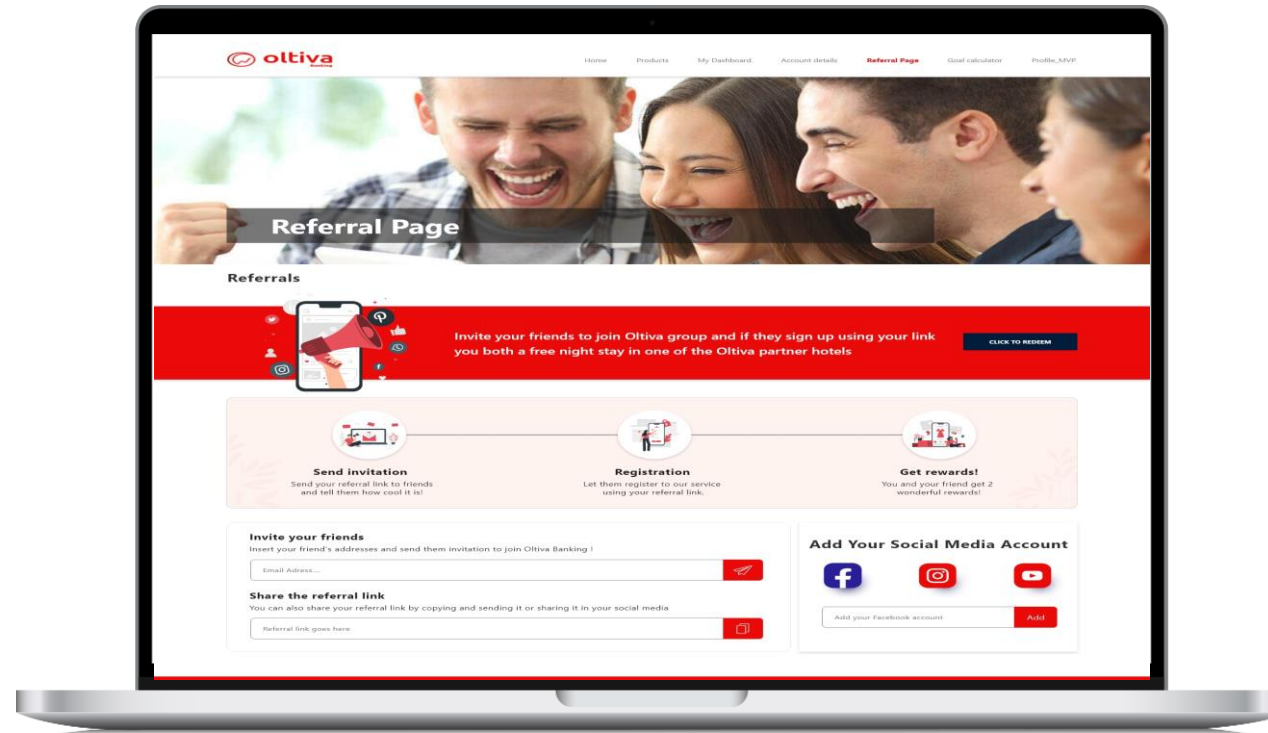 oltiva
Banking
Home Products My Dashboard Account details Referral Page Goal calculator Profile_MVP
Referral Page
Referrals
Invite your friends to join Oltiva group and if they sign up using your link
you both a free night stay in one of the Oltiva partner hotels
CLICK TO REDEEM
Send invitation
Send your referral link to friends
and tell them how cool it is!
Registration
Let them register to our service
using your referral link.
Get rewards!
You and your friend get 2
wonderful rewards!
Invite your friends
Insert your friend's addresses and send them invitation to join Oltiva Banking !
Email Adress...
Share the referral link
You can also share your referral link by copying and sending it or sharing it in your social media
Referral link goes here
Add Your Social Media Account
Add your Facebook account
Add